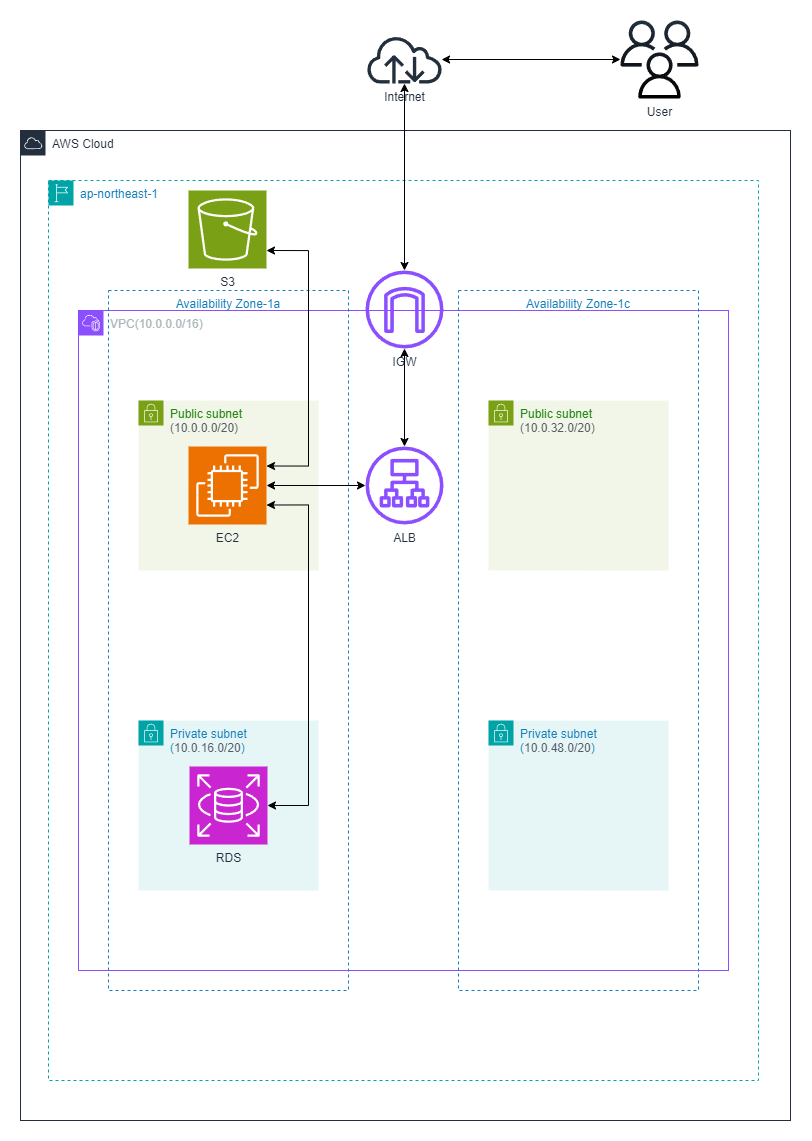 Internet
User
AWS Cloud
ap-northeast-1
S3
Availability Zone-1a
Availability Zone-1c
VPC(10.0.0.0/16)
IGW
Public subnet
(10.0.0.0/20)
Public subnet
(10.0.32.0/20)
EC2
ALB
Private subnet
(10.0.16.0/20)
Private subnet
(10.0.48.0/20)
RDS